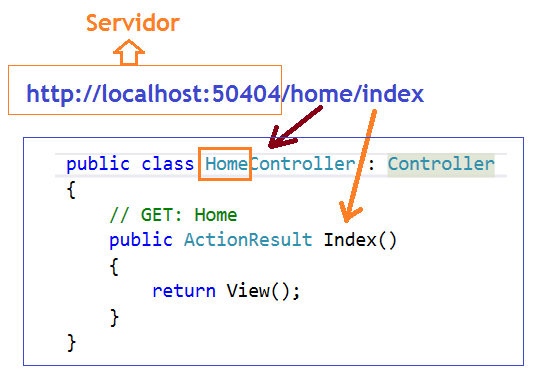 Servidor
http://localhost:50404/home/index
public class HomeController : Controller
{
// GET: Home
public ActionResult Index()
{
return View();
}
}